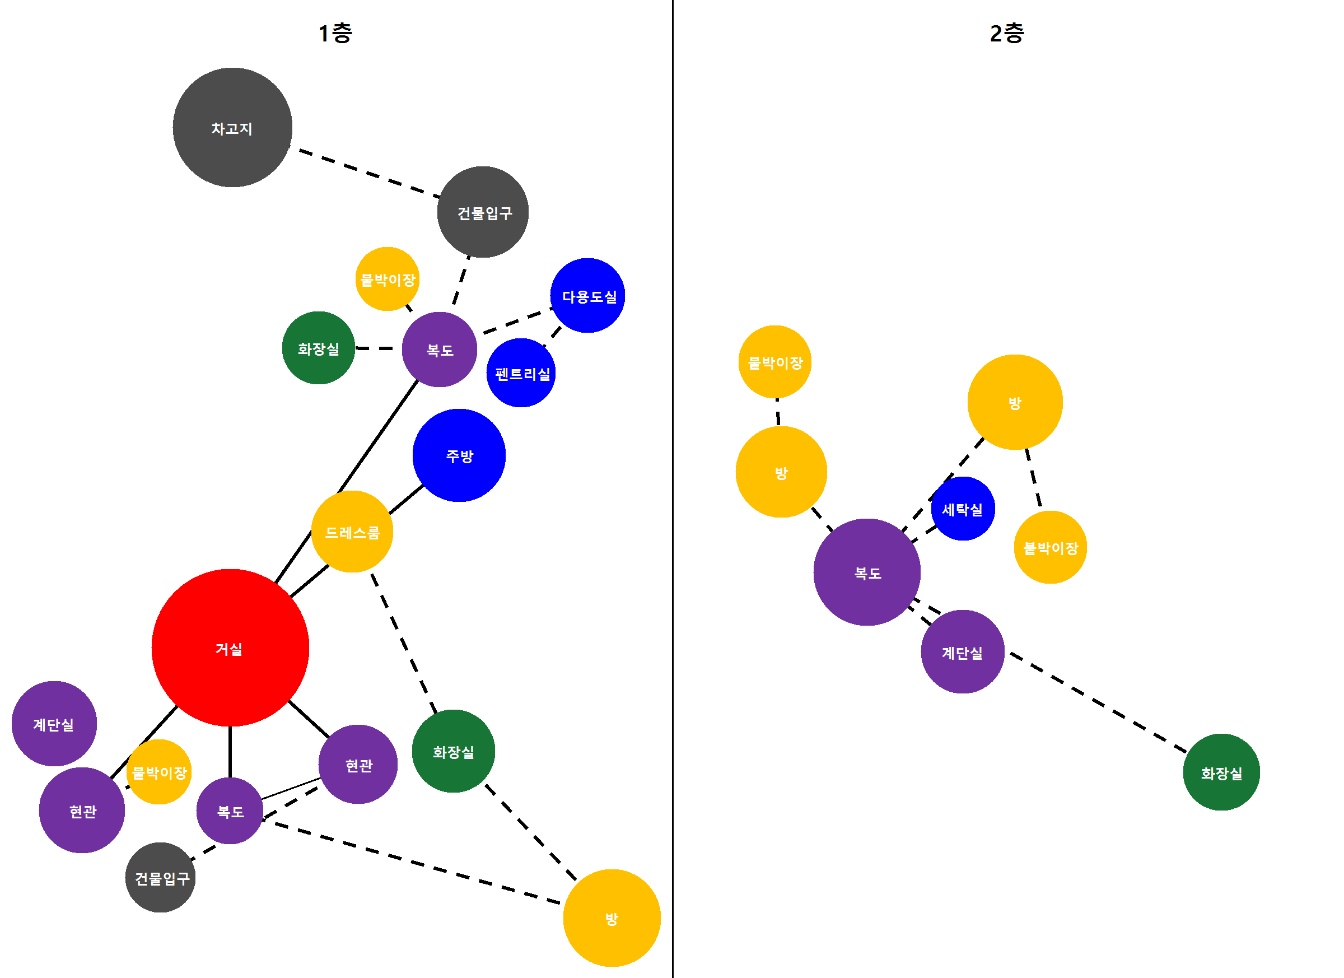 1층
차고지
건물입구
붙박이장
다용도실
화장실
복도
펜트리실
주방
드레스룸
거실
계단실
붙박이장
현관
복도
현관
화장실
건물입구
방
2층
붙박이장
방
방
세탁실
붙박이장
복도
계단실
화장실